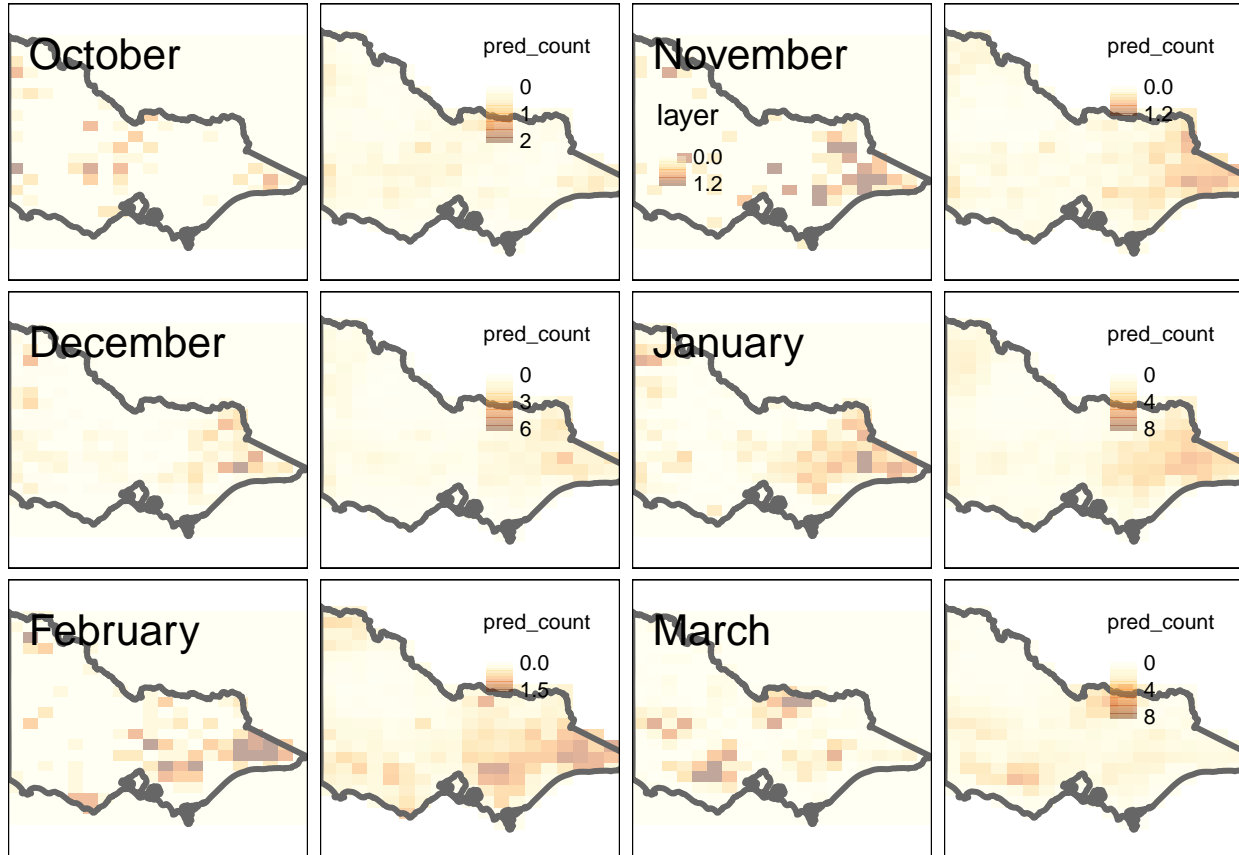 October
pred_count
0
1
2
November
layer
0.0
1.2
pred_count
0.0
1.2
December
pred_count
0
3
6
January
pred_count
0
4
8
February
pred_count
0.0
1.5
March
pred_count
0
4
8